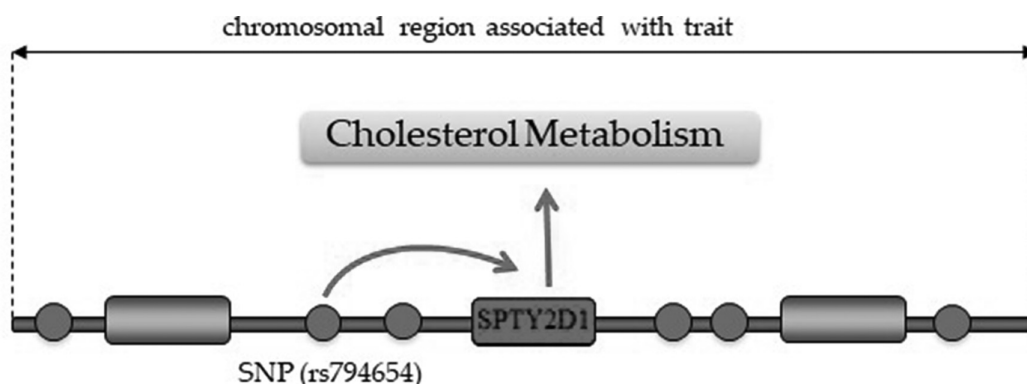 chromosomal region associated with trait
Cholesterol Metabolism
SPTY2D1
SNP (rs794654)